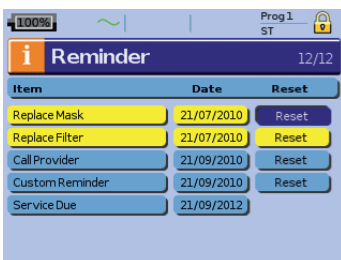 100% Prog 1
ST
i Reminder 12/12
Item Date Reset
Replace Mask 21/07/2010 Reset
Replace Filter 21/07/2010 Reset
Call Provider 21/09/2010 Reset
Custom Reminder 21/09/2010 Reset
Service Due 21/09/2012